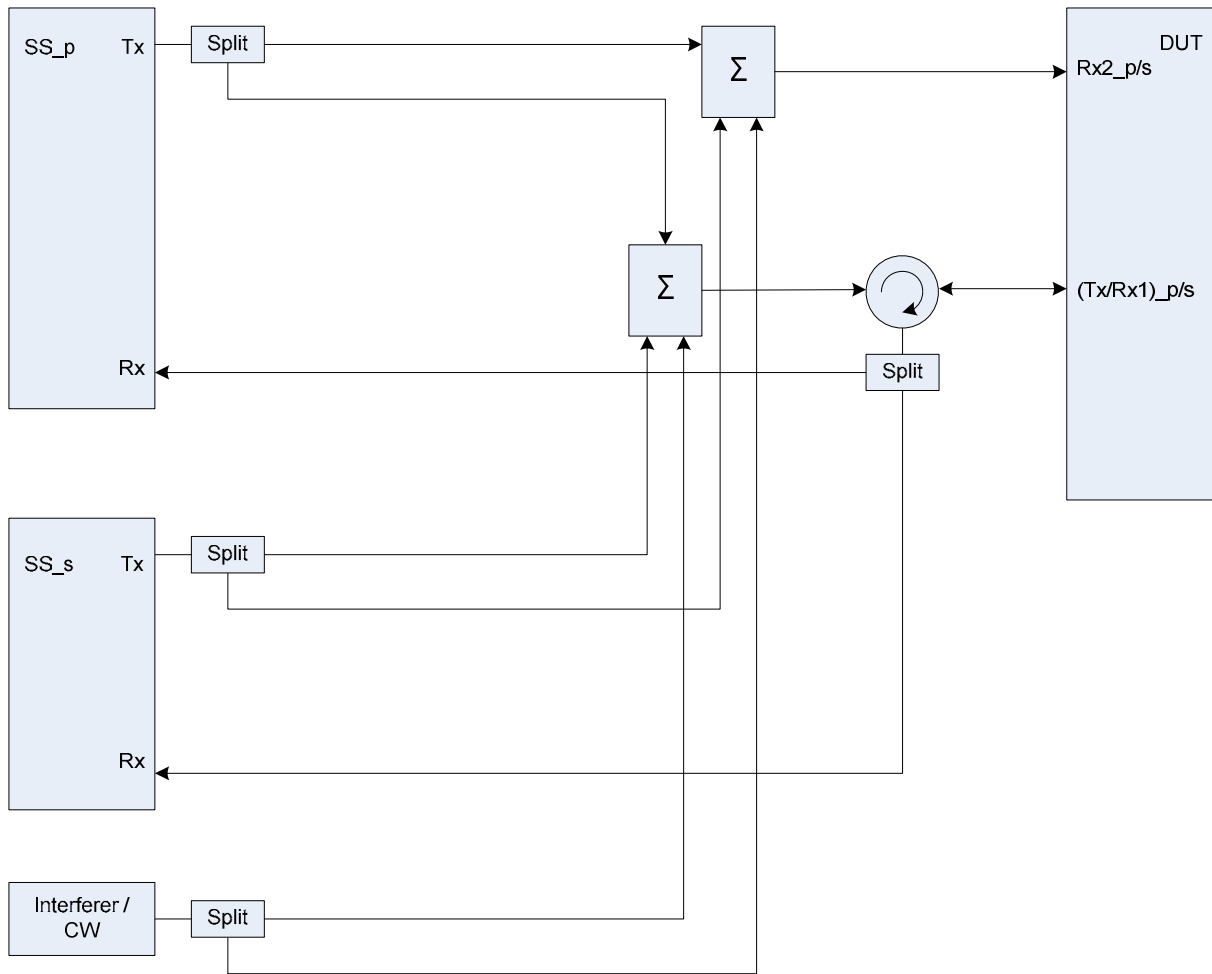 SS_p
Tx
Split
Σ
DUT
Rx2_p/s
Σ
(Tx/Rx1)_p/s
Rx
Split
SS_s
Tx
Split
Rx
Interferer /
CW
Split